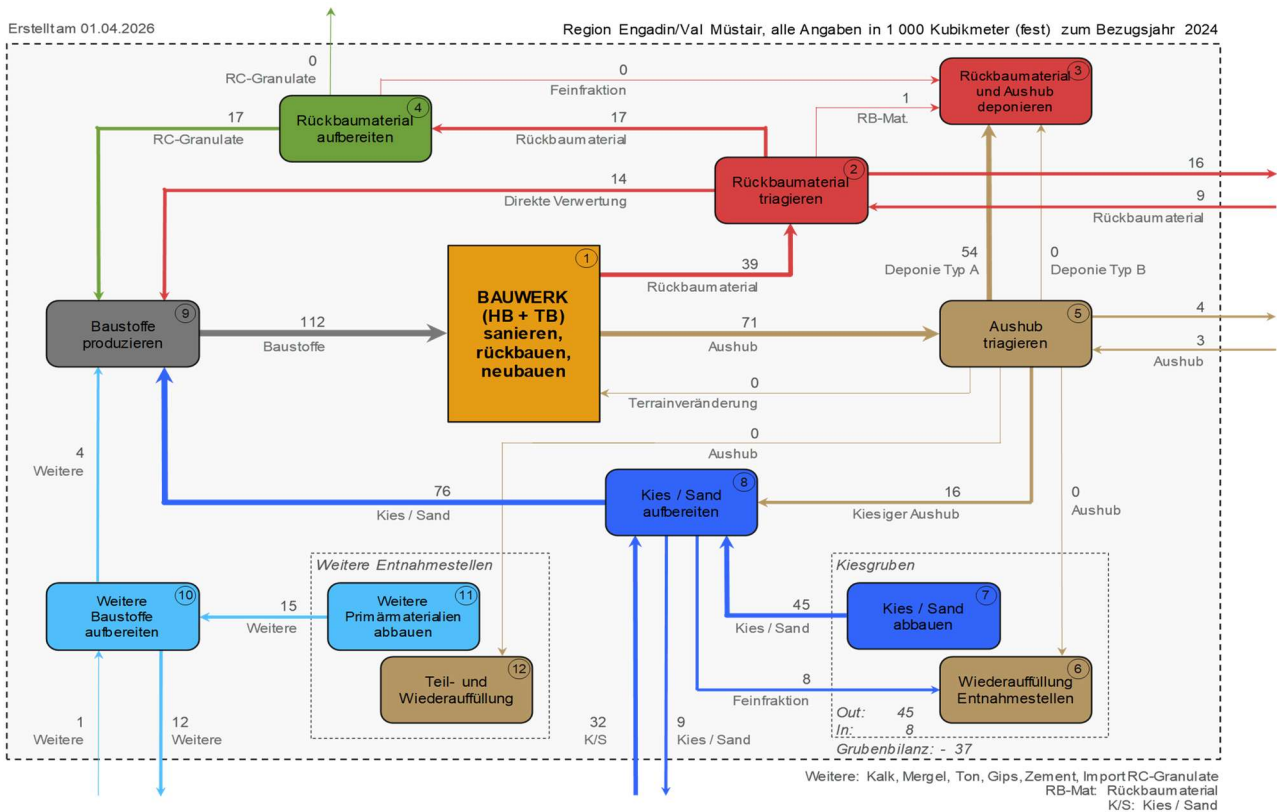 Erstellt am 01.04.2026
Region Engadin/Val Müstair, alle Angaben in 1 000 Kubikmeter (fest) zum Bezugsjahr 2024
0
RC-Granulate
0
Feinfraktion
3
Rückbaumaterial
und Aushub
deponieren
4
Rückbaumaterial
aufbereiten
1
RB-Mat.
17
RC-Granulate
17
Rückbaumaterial
2
Rückbaumaterial
triagieren
16
14
Direkte Verwertung
9
Rückbaumaterial
54
Deponie Typ A
0
Deponie Typ B
1
BAUWERK
(HB + TB)
sanieren,
rückbauen,
neubauen
39
Rückbaumaterial
9
Baustoffe
produzieren
112
Baustoffe
71
Aushub
5
Aushub
triagieren
4
3
Aushub
0
Terrainveränderung
0
Aushub
4
Weitere
76
Kies / Sand
8
Kies / Sand
aufbereiten
16
Kiesiger Aushub
0
Aushub
Weitere Entnahmestellen
Kiesgruben
10
Weitere
Baustoffe
aufbereiten
15
Weitere
11
Weitere
Primärmaterialien
abbauen
45
Kies / Sand
7
Kies / Sand
abbauen
12
Teil- und
Wiederauffüllung
8
Feinfraktion
6
Wiederauffüllung
Entnahmestellen
1
Weitere
12
Weitere
32
K/S
9
Kies / Sand
Out: 45
In: 8
Grubenbilanz: - 37
Weitere: Kalk, Mergel, Ton, Gips, Zement, Import RC-Granulate
RB-Mat: Rückbaumaterial
K/S: Kies / Sand